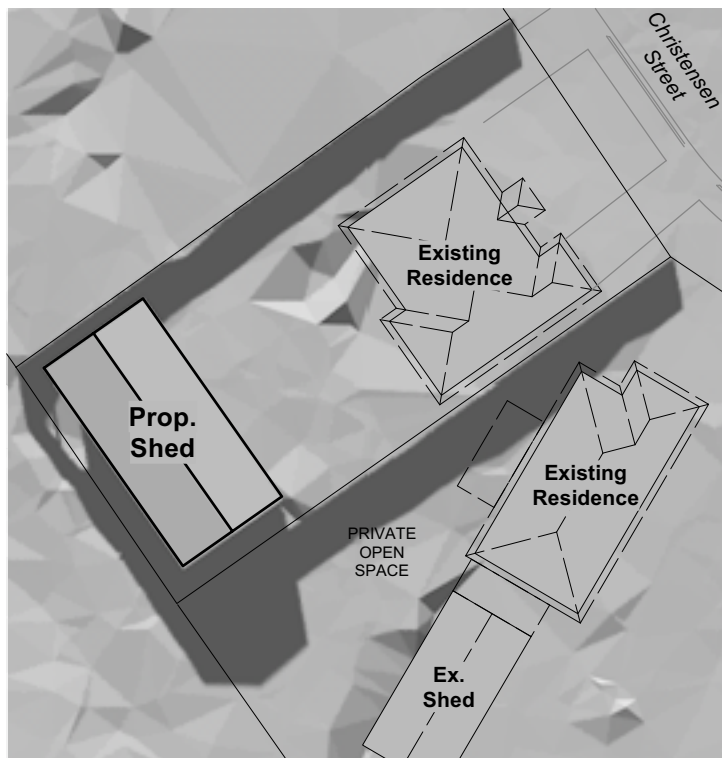 Christensen
Street
Existing
Residence
Prop.
Shed
Existing
Residence
PRIVATE
OPEN
SPACE
Ex.
Shed